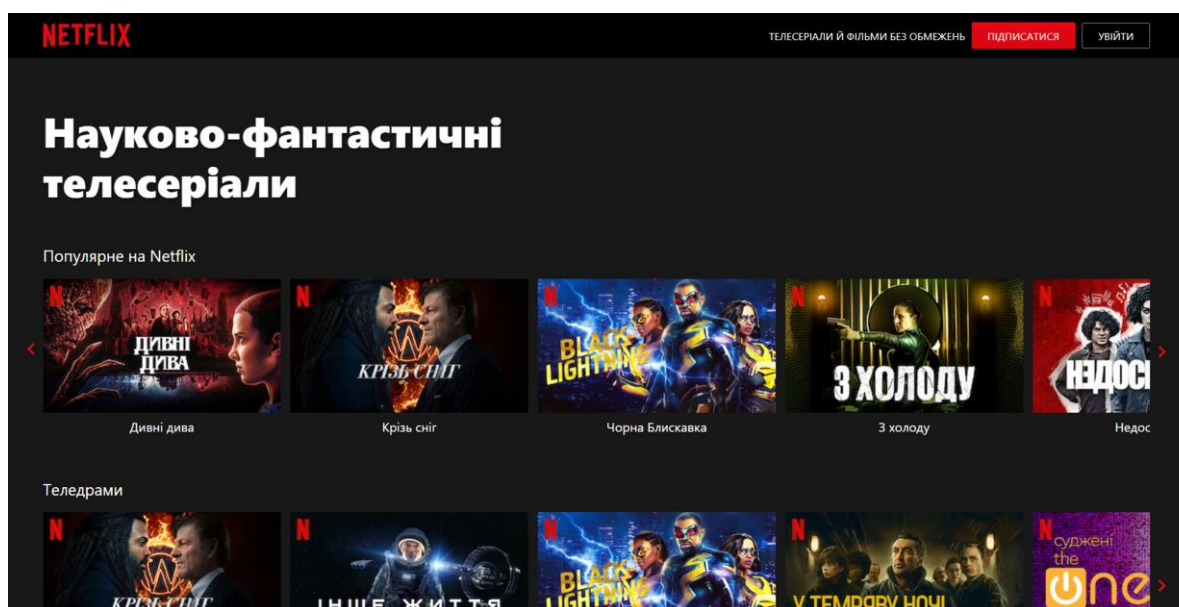 NETFLIX
ТЕЛЕСЕРІАЛИ Й ФІЛЬМИ БЕЗ ОБМЕЖЕНЬ ПІДПИСАТИСЯ УВІЙТИ
Науково-фантастичні
телесеріали
Популярне на Netflix
N N N N N
ДИВНІ
ДИВА
КРІЗЬ СНІГ
BLACK
LIGHTNING
З ХОЛОДУ
Дивні дива Крізь сніг Чорна Блискавка З холоду Недос
Теледрами
N N N N N
КРІЗЬ СНІГ
ІНШЕ ЖИТТЯ
BLACK
LIGHTNING
У ТЕМРЯВУ НОЧІ
суджені
the
One